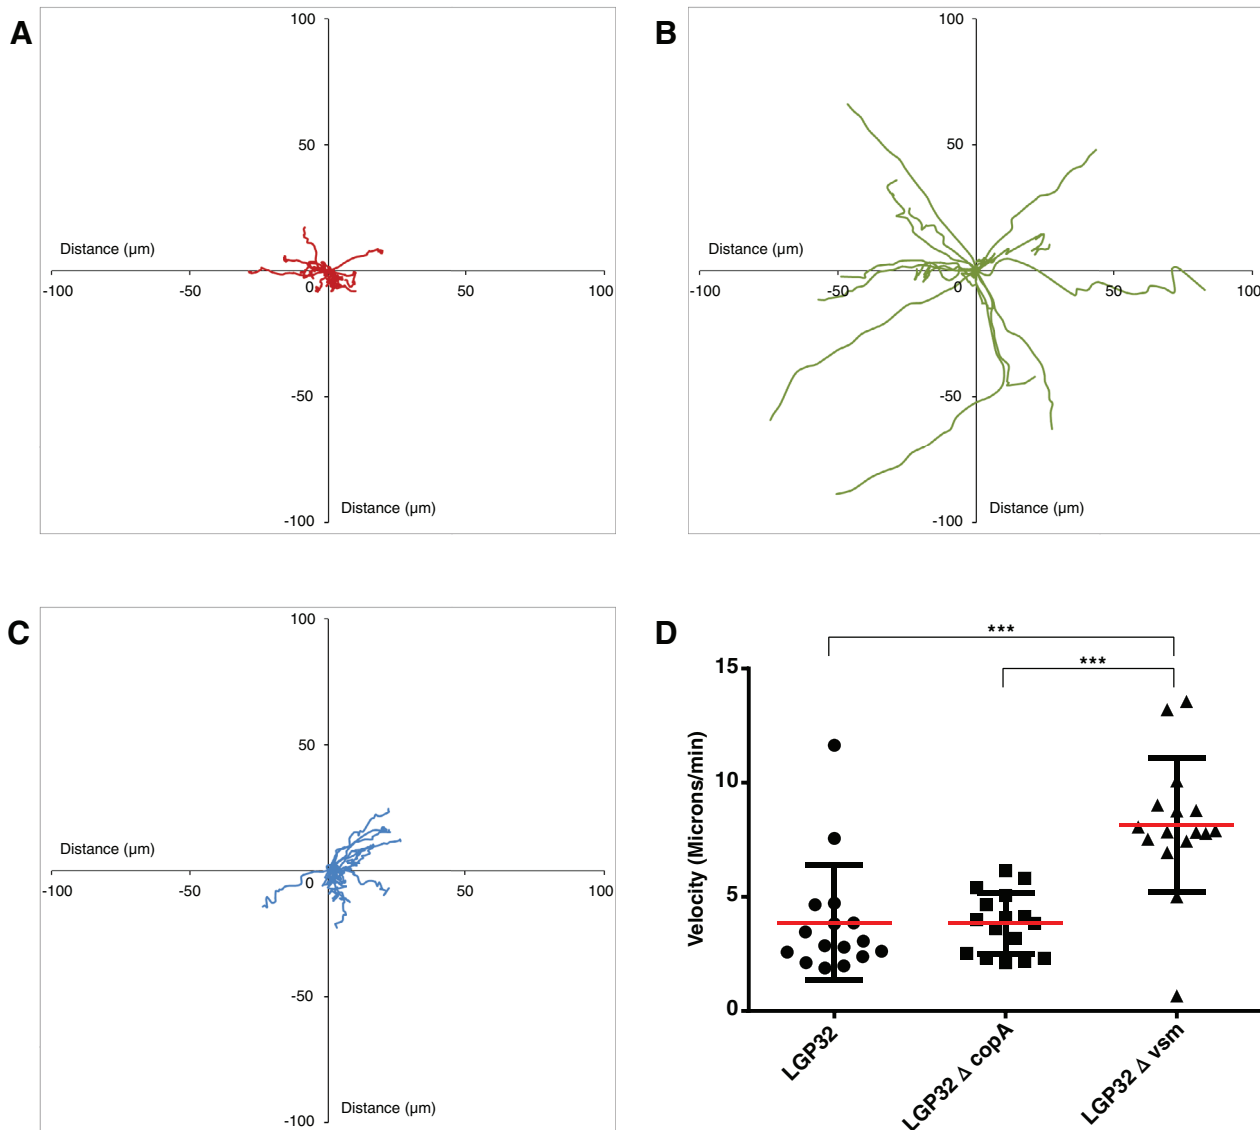 A
100
50
Distance (µm)
-100
-50
0
50
100
-50
Distance (µm)
-100
B
100
50
Distance (µm)
-100
-50
0
50
100
-50
Distance (µm)
-100
C
100
50
Distance (µm)
-100
-50
0
50
100
-50
Distance (µm)
-100
D
***
***
15
10
5
0
Velocity (Microns/min)
LGP32
LGP32 Δ copA
LGP32 Δ vsm